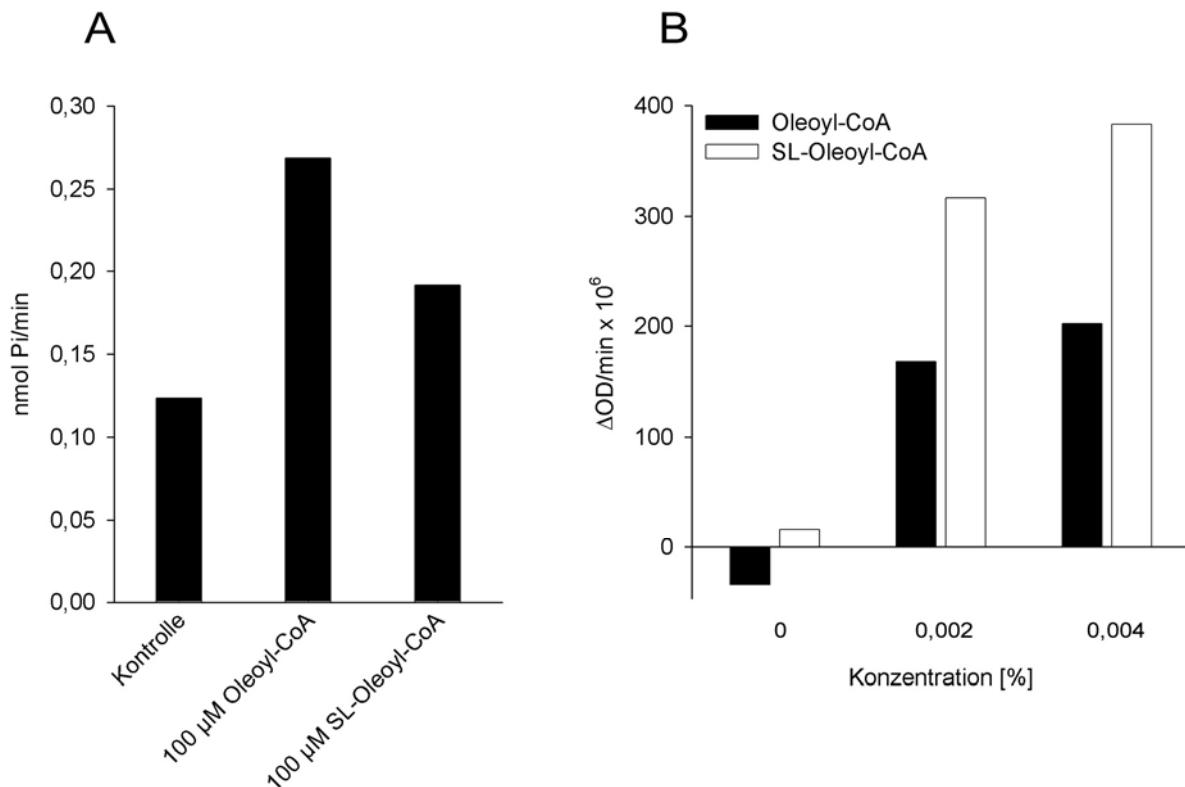 A
0,30
0,25
0,20
0,15
0,10
0,05
0,00
nmol Pi/min
Kontrolle
100 µM Oleoyl-CoA
100 µM SL-Oleoyl-CoA
B
Oleoyl-CoA
SL-Oleoyl-CoA
400
300
200
100
0
ΔOD/min x 10⁶
0 0,002 0,004
Konzentration [%]